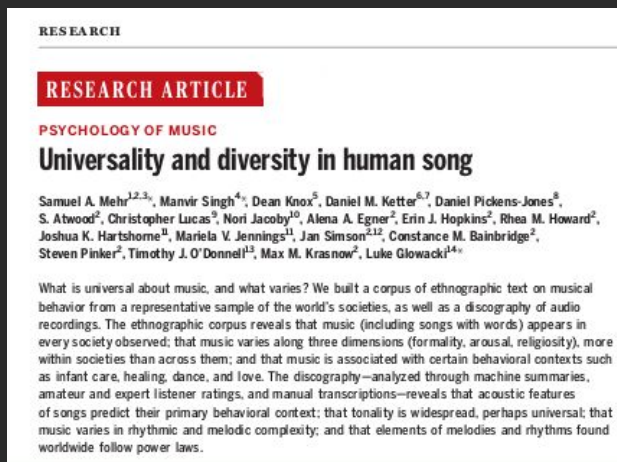 RESEARCH
RESEARCH ARTICLE
PSYCHOLOGY OF MUSIC
Universality and diversity in human song
Samuel A. Mehr1,2,3*, Manvir Singh4*, Dean Knox5, Daniel M. Ketter6,7, Daniel Pickens-Jones8,
S. Atwood2, Christopher Lucas9, Nori Jacoby10, Alena A. Egner2, Erin J. Hopkins2, Rhea M. Howard2,
Joshua K. Hartshorne11, Mariela V. Jennings11, Jan Simson2,12, Constance M. Bainbridge2,
Steven Pinker2, Timothy J. O'Donnell13, Max M. Krasnow2, Luke Glowacki14*
What is universal about music, and what varies? We built a corpus of ethnographic text on musical
behavior from a representative sample of the world's societies, as well as a discography of audio
recordings. The ethnographic corpus reveals that music (including songs with words) appears in
every society observed; that music varies along three dimensions (formality, arousal, religiosity), more
within societies than across them; and that music is associated with certain behavioral contexts such
as infant care, healing, dance, and love. The discography—analyzed through machine summaries,
amateur and expert listener ratings, and manual transcriptions—reveals that acoustic features
of songs predict their primary behavioral context; that tonality is widespread, perhaps universal; that
music varies in rhythmic and melodic complexity; and that elements of melodies and rhythms found
worldwide follow power laws.